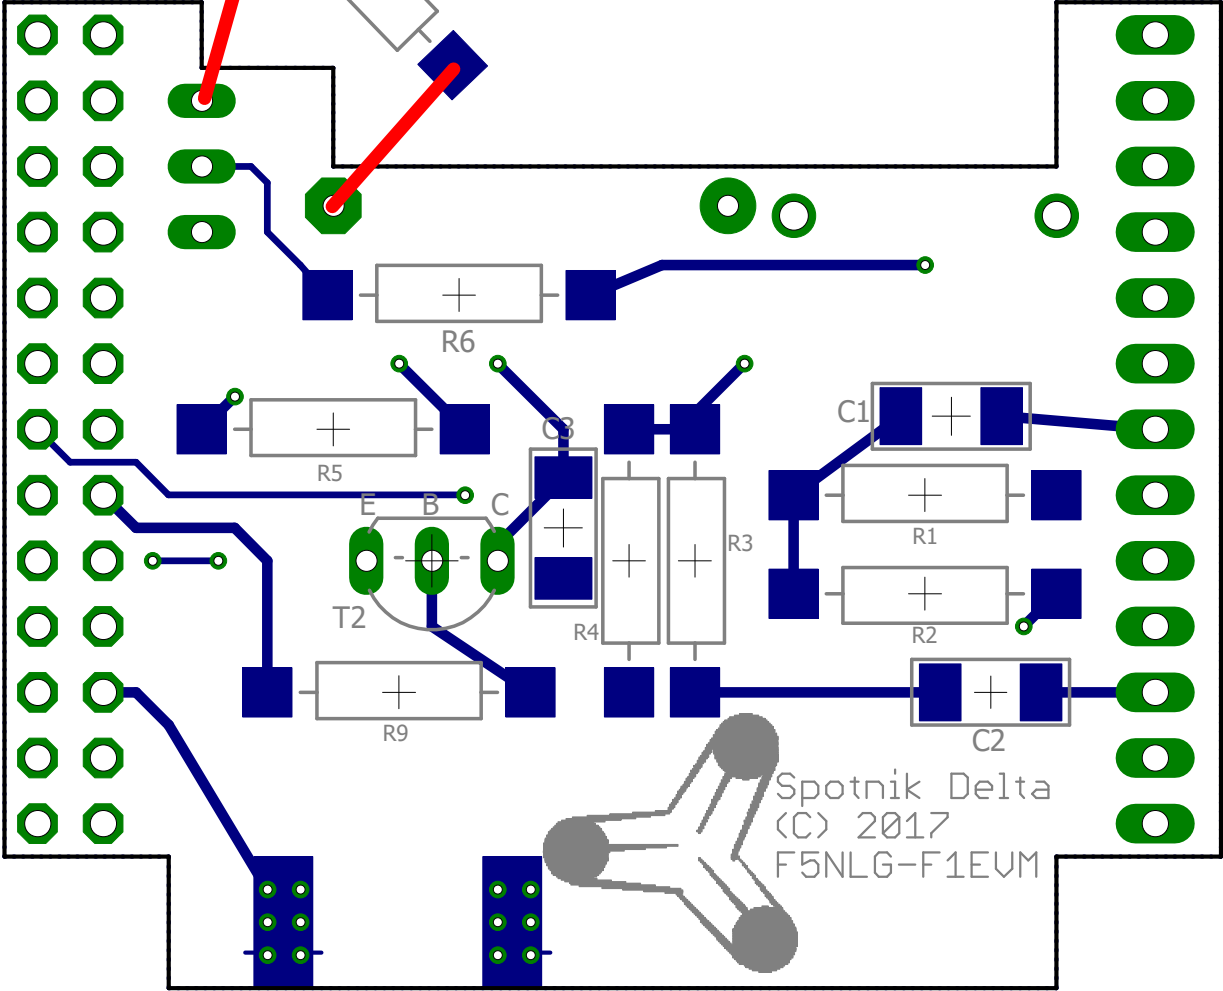 R6
C1
C3
R5
E B C
R1
R3
T2
R4
R2
R9
C2
Spotnik Delta
(C) 2017
F5NLG-F1EVM